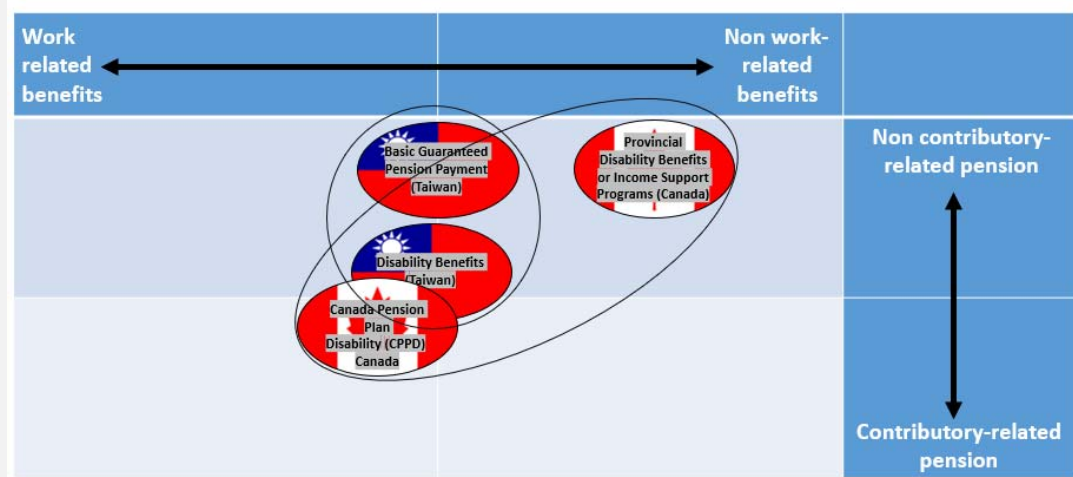 Work
related
benefits
Non work-
related
benefits
Basic Guaranteed
Pension Payment
(Taiwan)
Provincial
Disability Benefits
or Income Support
Programs (Canada)
Non contributory-
related pension
Disability Benefits
(Taiwan)
Canada Pension
Plan
Disability (CPPD)
Canada
Contributory-related
pension